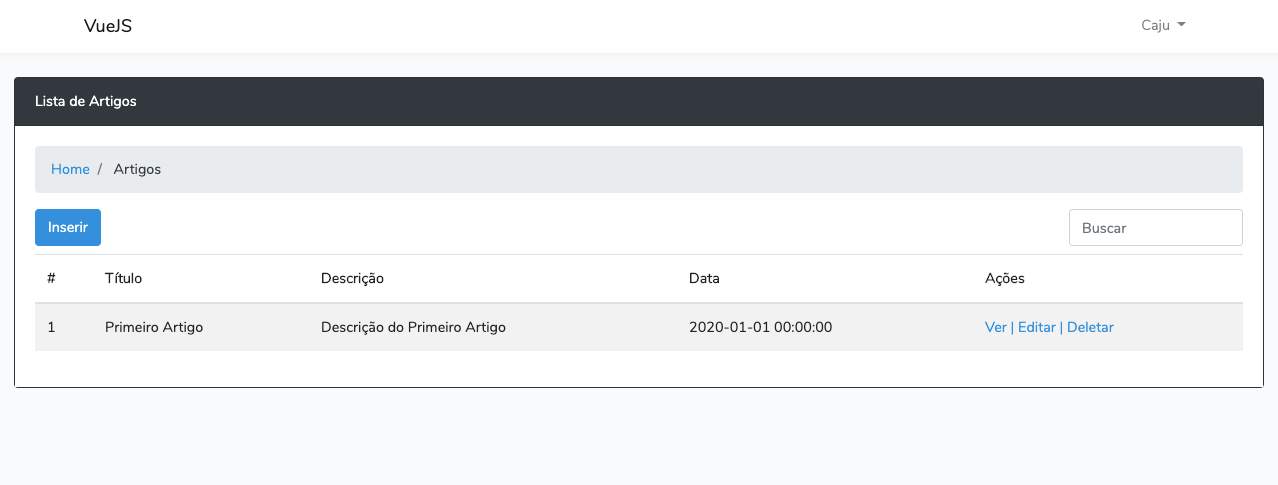 VueJS Caju
Lista de Artigos
Home / Artigos
Inserir Buscar
# Título Descrição Data Ações
1 Primeiro Artigo Descrição do Primeiro Artigo 2020-01-01 00:00:00 Ver | Editar | Deletar